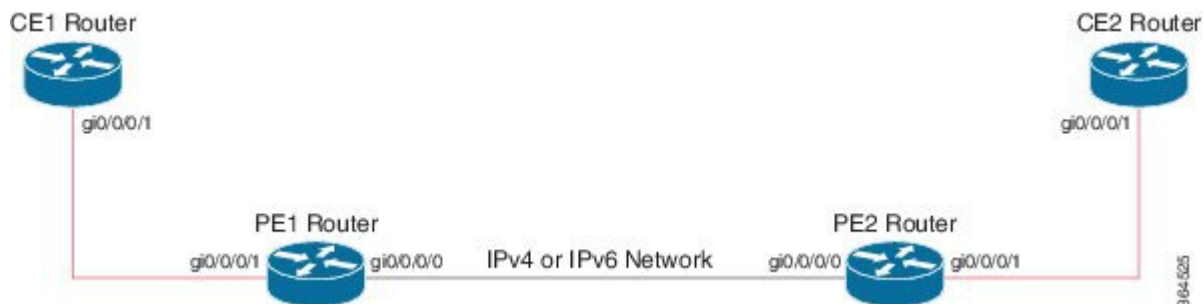 CE1 Router
CE2 Router
gi0/0/0/1
gi0/0/0/1
PE1 Router
PE2 Router
gi0/0/0/1
gi0/0/0/0
IPv4 or IPv6 Network
gi0/0/0/0
gi0/0/0/1
364525